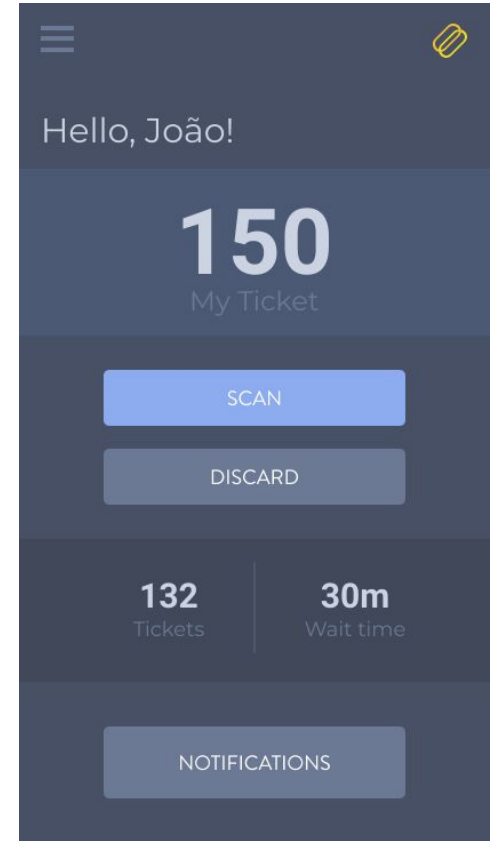 Hello, João!
150
My Ticket
SCAN
DISCARD
132 30m
Tickets Wait time
NOTIFICATIONS